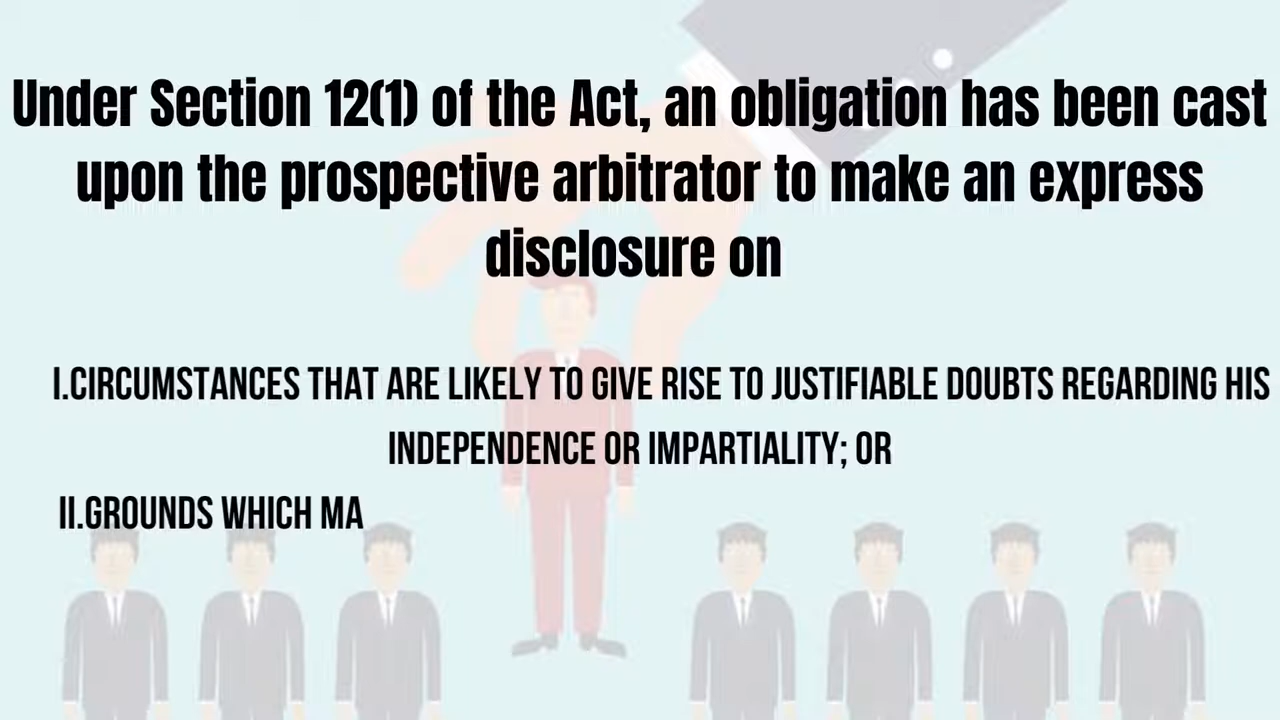 Under Section 12(1) of the Act, an obligation has been cast
upon the prospective arbitrator to make an express
disclosure on
I.CIRCUMSTANCES THAT ARE LIKELY TO GIVE RISE TO JUSTIFIABLE DOUBTS REGARDING HIS
INDEPENDENCE OR IMPARTIALITY; OR
II.GROUNDS WHICH MA